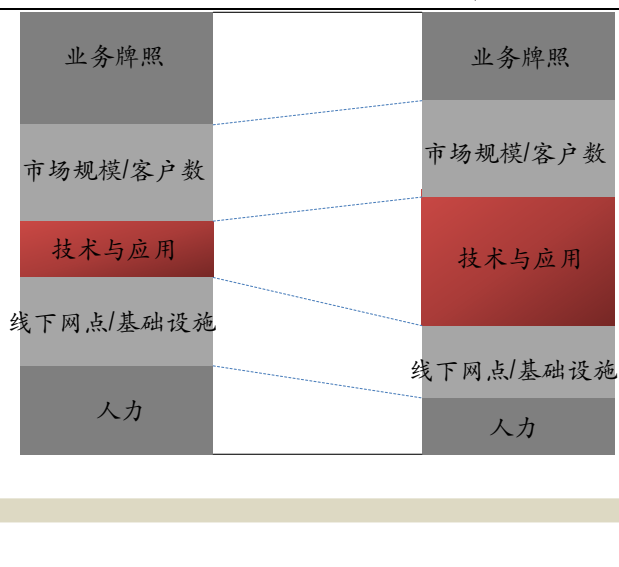 业务牌照
市场规模/客户数
技术与应用
线下网点/基础设施
人力
业务牌照
市场规模/客户数
技术与应用
线下网点/基础设施
人力